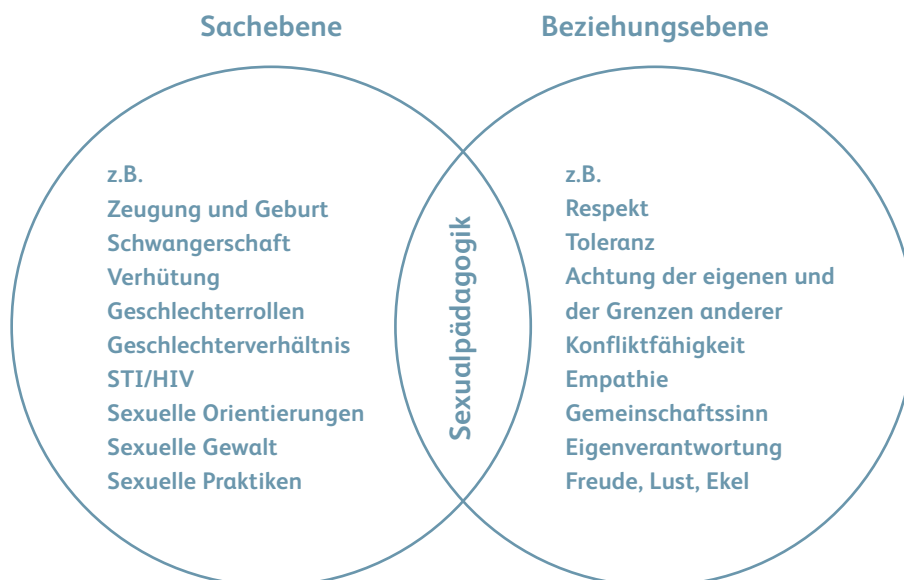 Sachebene
Beziehungsebene
z.B.
Zeugung und Geburt
Schwangerschaft
Verhütung
Geschlechterrollen
Geschlechterverhältnis
STI/HIV
Sexuelle Orientierungen
Sexuelle Gewalt
Sexuelle Praktiken
Sexualpädagogik
z.B.
Respekt
Toleranz
Achtung der eigenen und
der Grenzen anderer
Konfliktfähigkeit
Empathie
Gemeinschaftssinn
Eigenverantwortung
Freude, Lust, Ekel